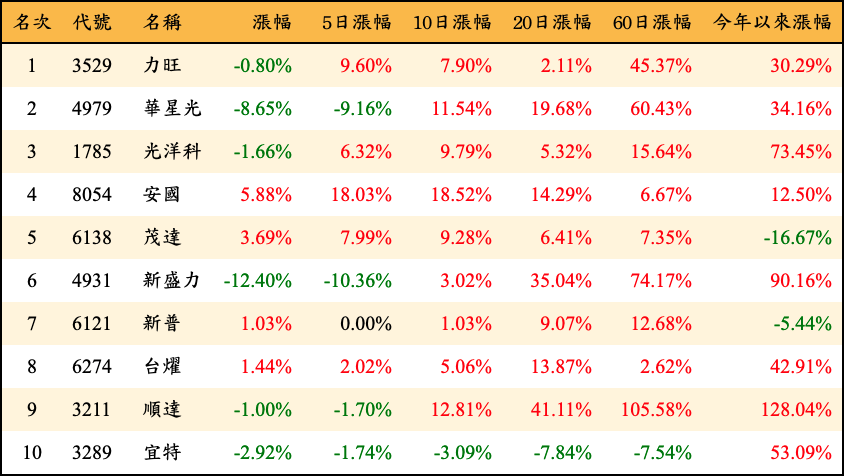 名次 代號 名稱 漲幅 5日漲幅 10日漲幅 20日漲幅 60日漲幅 今年以來漲幅
1 3529 力旺 -0.80% 9.60% 7.90% 2.11% 45.37% 30.29%
2 4979 華星光 -8.65% -9.16% 11.54% 19.68% 60.43% 34.16%
3 1785 光洋科 -1.66% 6.32% 9.79% 5.32% 15.64% 73.45%
4 8054 安國 5.88% 18.03% 18.52% 14.29% 6.67% 12.50%
5 6138 茂達 3.69% 7.99% 9.28% 6.41% 7.35% -16.67%
6 4931 新盛力 -12.40% -10.36% 3.02% 35.04% 74.17% 90.16%
7 6121 新普 1.03% 0.00% 1.03% 9.07% 12.68% -5.44%
8 6274 台燿 1.44% 2.02% 5.06% 13.87% 2.62% 42.91%
9 3211 順達 -1.00% -1.70% 12.81% 41.11% 105.58% 128.04%
10 3289 宜特 -2.92% -1.74% -3.09% -7.84% -7.54% 53.09%